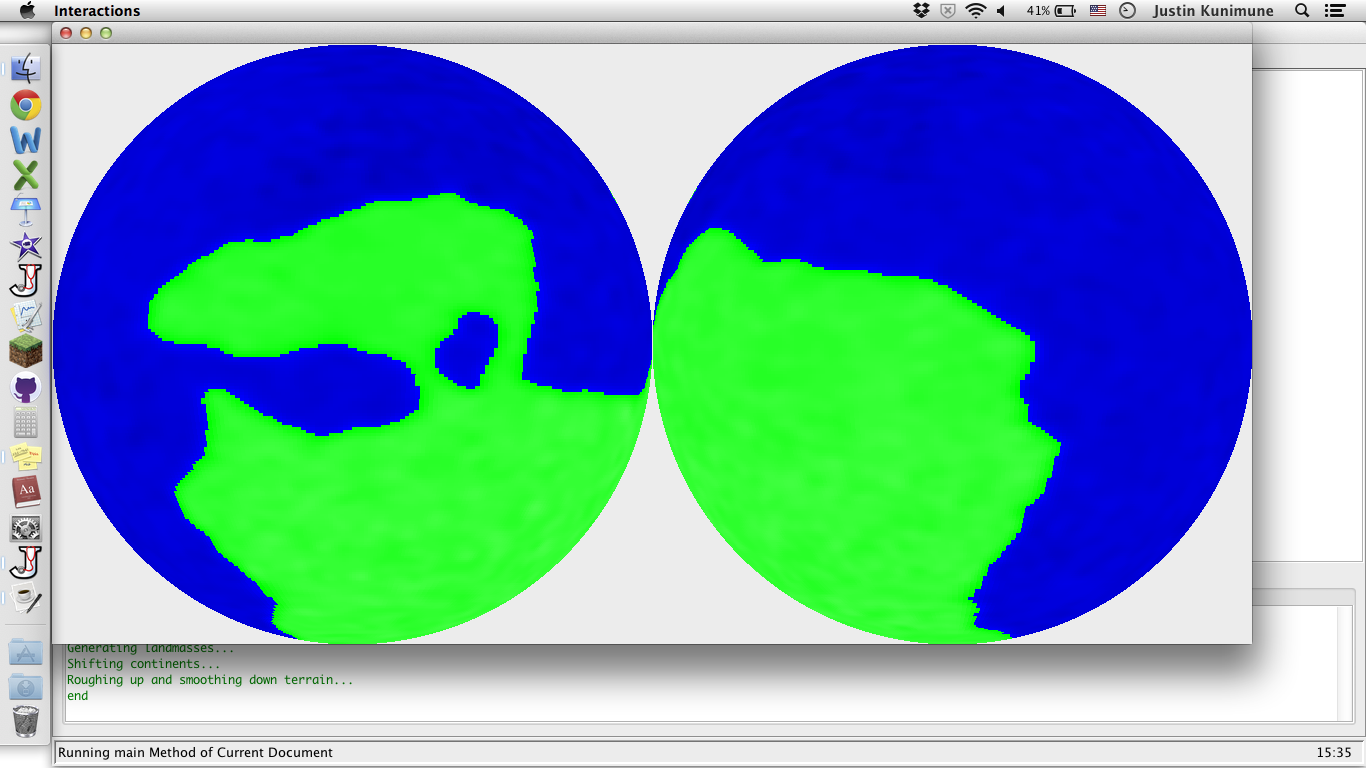 Interactions 41% Justin Kunimune
W
X
J
Aa
J
Generating landmasses...
Shifting continents...
Roughing up and smoothing down terrain...
end
Running main Method of Current Document 15:35